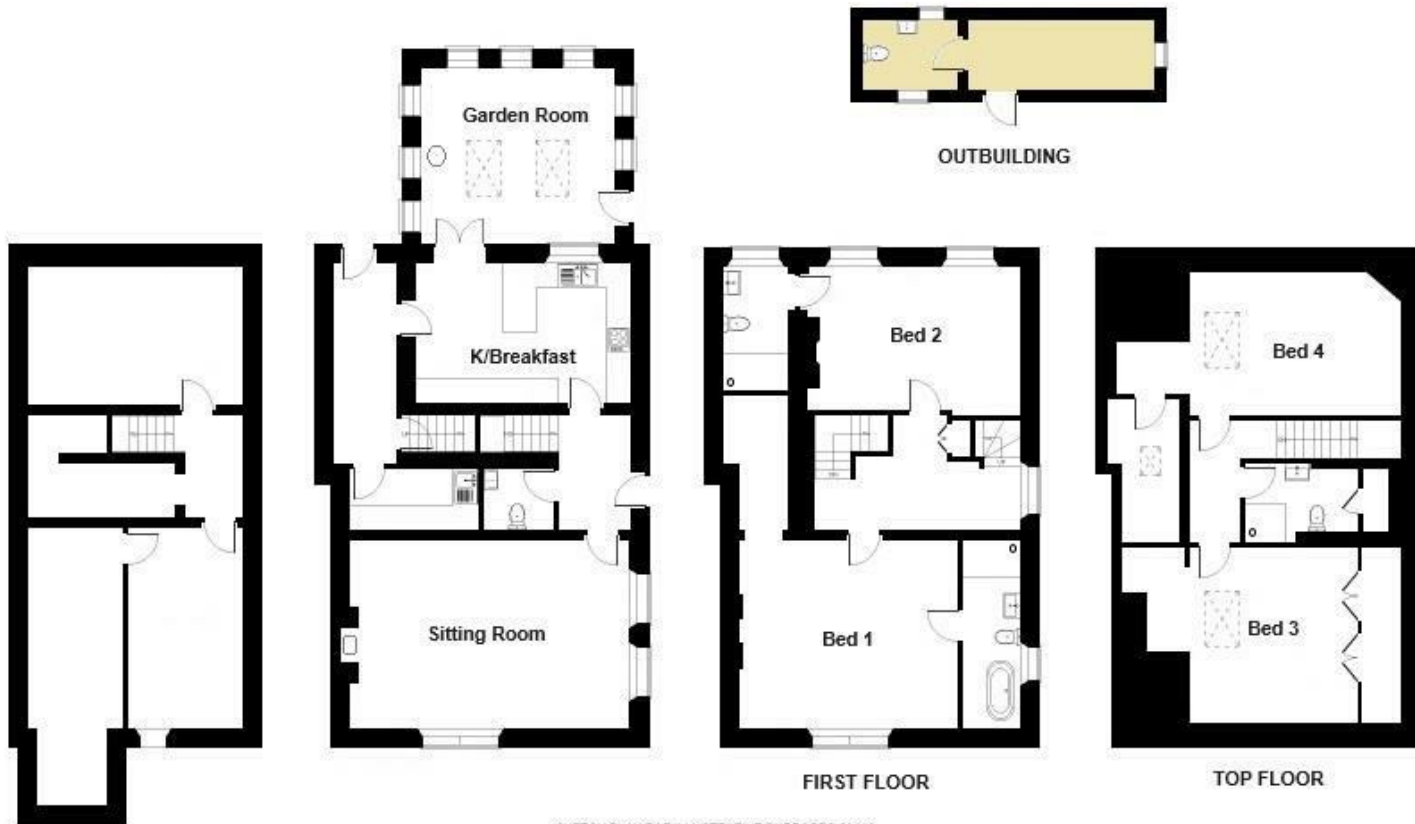 Garden Room
OUTBUILDING
K/Breakfast
Bed 2
Bed 4
Sitting Room
Bed 1
Bed 3
FIRST FLOOR
TOP FLOOR